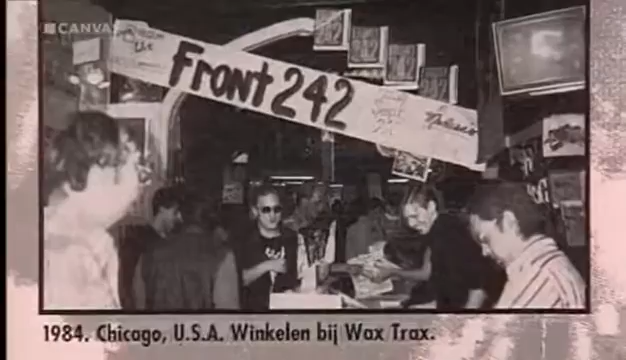 CANVAS
Front 242
1984. Chicago, U.S.A. Winkelen bij Wax Trax.